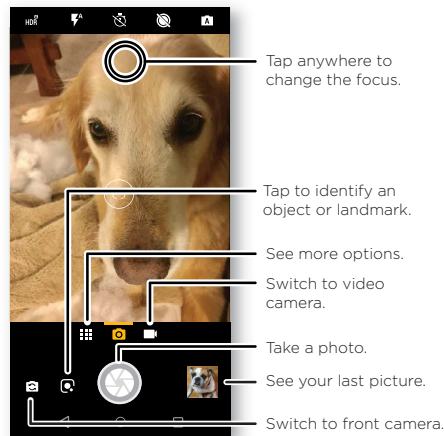 HDR
A
A
Tap anywhere to
change the focus.
Tap to identify an
object or landmark.
See more options.
Switch to video
camera.
Take a photo.
See your last picture.
Switch to front camera.